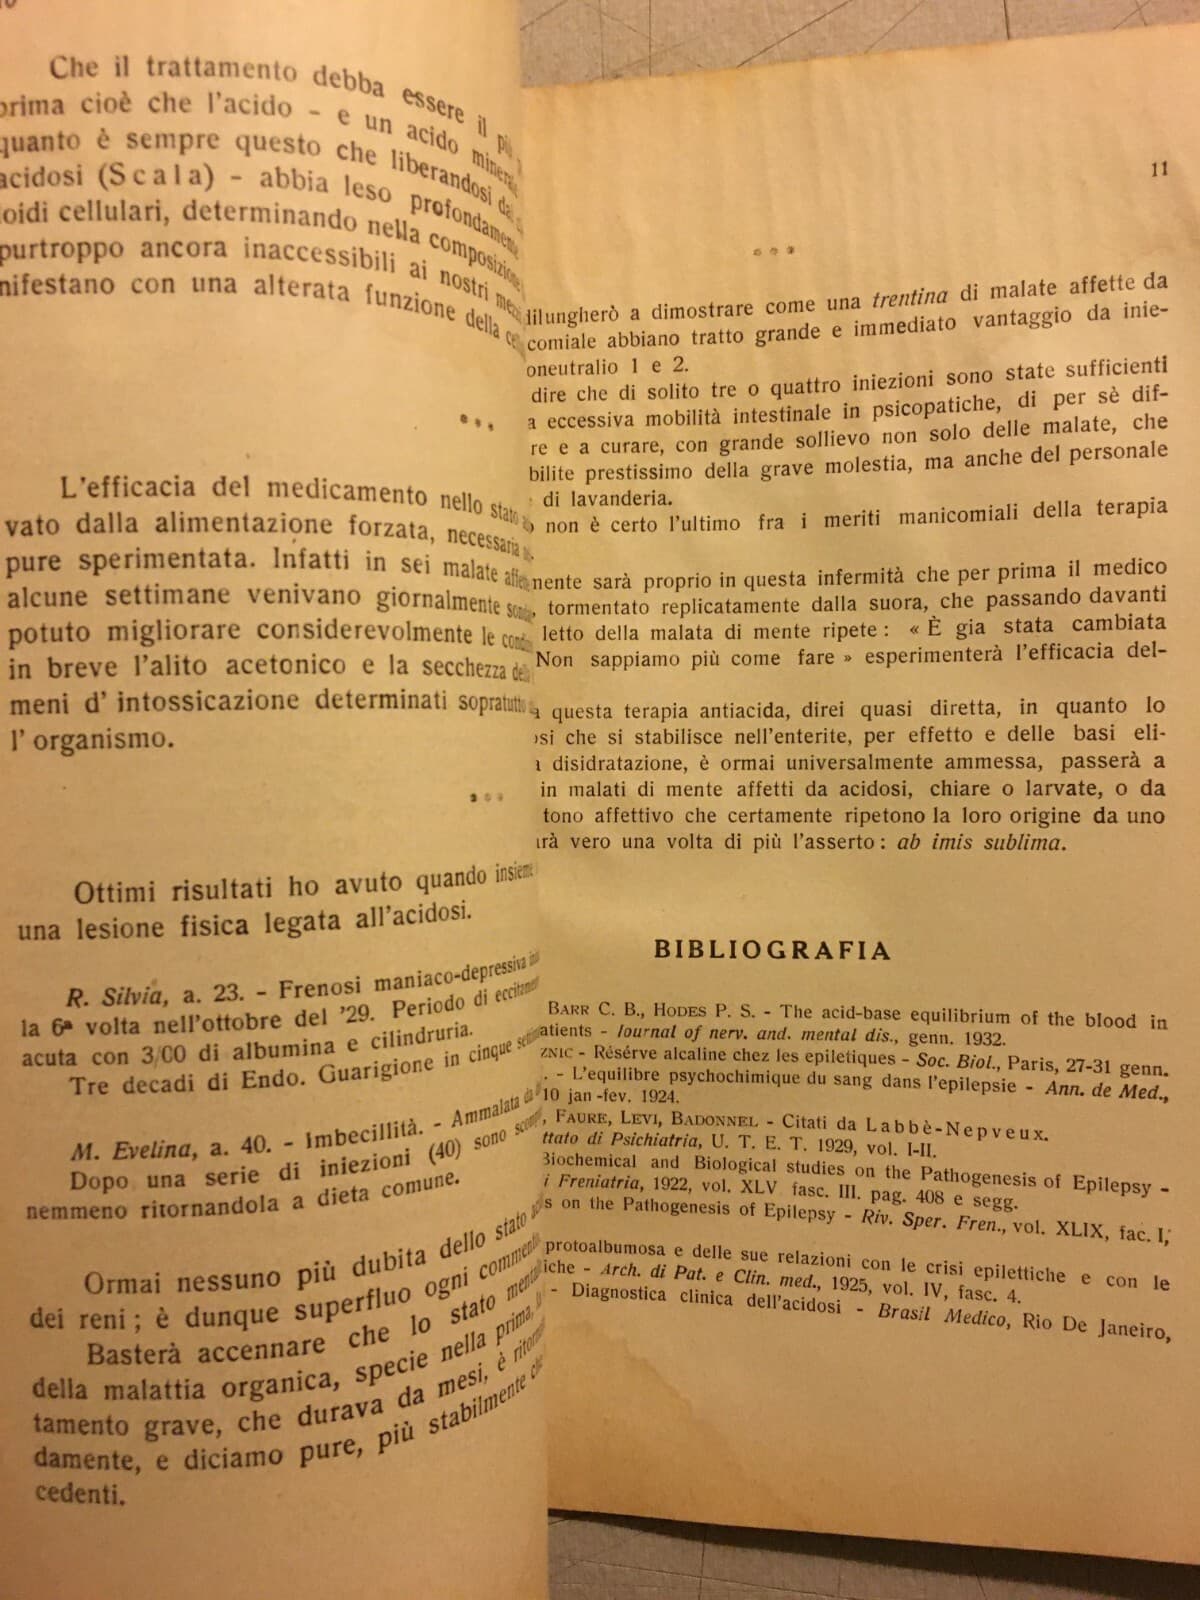 Che il trattamento debba essere il
prima cioè che l'acido - e un acido
quanto è sempre questo che liberandosi
acidosi (Scala) - abbia leso profondamente
oidi cellulari, determinando nella composizione
purtroppo ancora inaccessibili ai nostri
nifestano con una alterata funzione della
* * *
L'efficacia del medicamento nello stato
vato dalla alimentazione forzata, necessaria
pure sperimentata. Infatti in sei malate
alcune settimane venivano giornalmente
potuto migliorare considerevolmente le
in breve l'alito acetonico e la secchezza
meni d' intossicazione determinati sopratutto
l' organismo.
* * *
Ottimi risultati ho avuto quando insieme
una lesione fisica legata all'acidosi.
R. Silvia, a. 23. - Frenosi maniaco-depressiva
la 6ª volta nell'ottobre del '29. Periodo di
acuta con 3/00 di albumina e cilindruria.
Tre decadi di Endo. Guarigione in cinque
M. Evelina, a. 40. - Imbecillità. - Ammalata
Dopo una serie di iniezioni (40) sono
nemmeno ritornandola a dieta comune.
Ormai nessuno più dubita dello stato
dei reni ; è dunque superfluo ogni
Basterà accennare che lo stato
della malattia organica, specie nella prima,
tamento grave, che durava da mesi, è
damente, e diciamo pure, più stabilmente
cedenti.
11
* * *
dilungherò a dimostrare come una trentina di malate affette da
comiale abbiano tratto grande e immediato vantaggio da inie-
oneutralio 1 e 2.
dire che di solito tre o quattro iniezioni sono state sufficienti
a eccessiva mobilità intestinale in psicopatiche, di per sè dif-
re e a curare, con grande sollievo non solo delle malate, che
bilite prestissimo della grave molestia, ma anche del personale
di lavanderia.
non è certo l'ultimo fra i meriti manicomiali della terapia
mente sarà proprio in questa infermità che per prima il medico
tormentato replicatamente dalla suora, che passando davanti
letto della malata di mente ripete : « È gia stata cambiata
Non sappiamo più come fare » esperimenterà l'efficacia del-
a questa terapia antiacida, direi quasi diretta, in quanto lo
osi che si stabilisce nell'enterite, per effetto e delle basi eli-
disidratazione, è ormai universalmente ammessa, passerà a
in malati di mente affetti da acidosi, chiare o larvate, o da
tono affettivo che certamente ripetono la loro origine da uno
arà vero una volta di più l'asserto : ab imis sublima.
BIBLIOGRAFIA
BARR C. B., HODES P. S. - The acid-base equilibrium of the blood in
atients - Journal of nerv. and. mental dis., genn. 1932.
ZNIC - Résérve alcaline chez les epiletiques - Soc. Biol., Paris, 27-31 genn.
. - L'equilibre psychochimique du sang dans l'epilepsie - Ann. de Med.,
10 jan -fev. 1924.
, FAURE, LEVI, BADONNEL - Citati da Labbè-Nepveux.
ttato di Psichiatria, U. T. E. T. 1929, vol. I-II.
Biochemical and Biological studies on the Pathogenesis of Epilepsy -
i Freniatria, 1922, vol. XLV fasc. III. pag. 408 e segg.
s on the Pathogenesis of Epilepsy - Riv. Sper. Fren., vol. XLIX, fac. I,
protoalbumosa e delle sue relazioni con le crisi epilettiche e con le
iche - Arch. di Pat. e Clin. med., 1925, vol. IV, fasc. 4.
- Diagnostica clinica dell'acidosi - Brasil Medico, Rio De Janeiro,